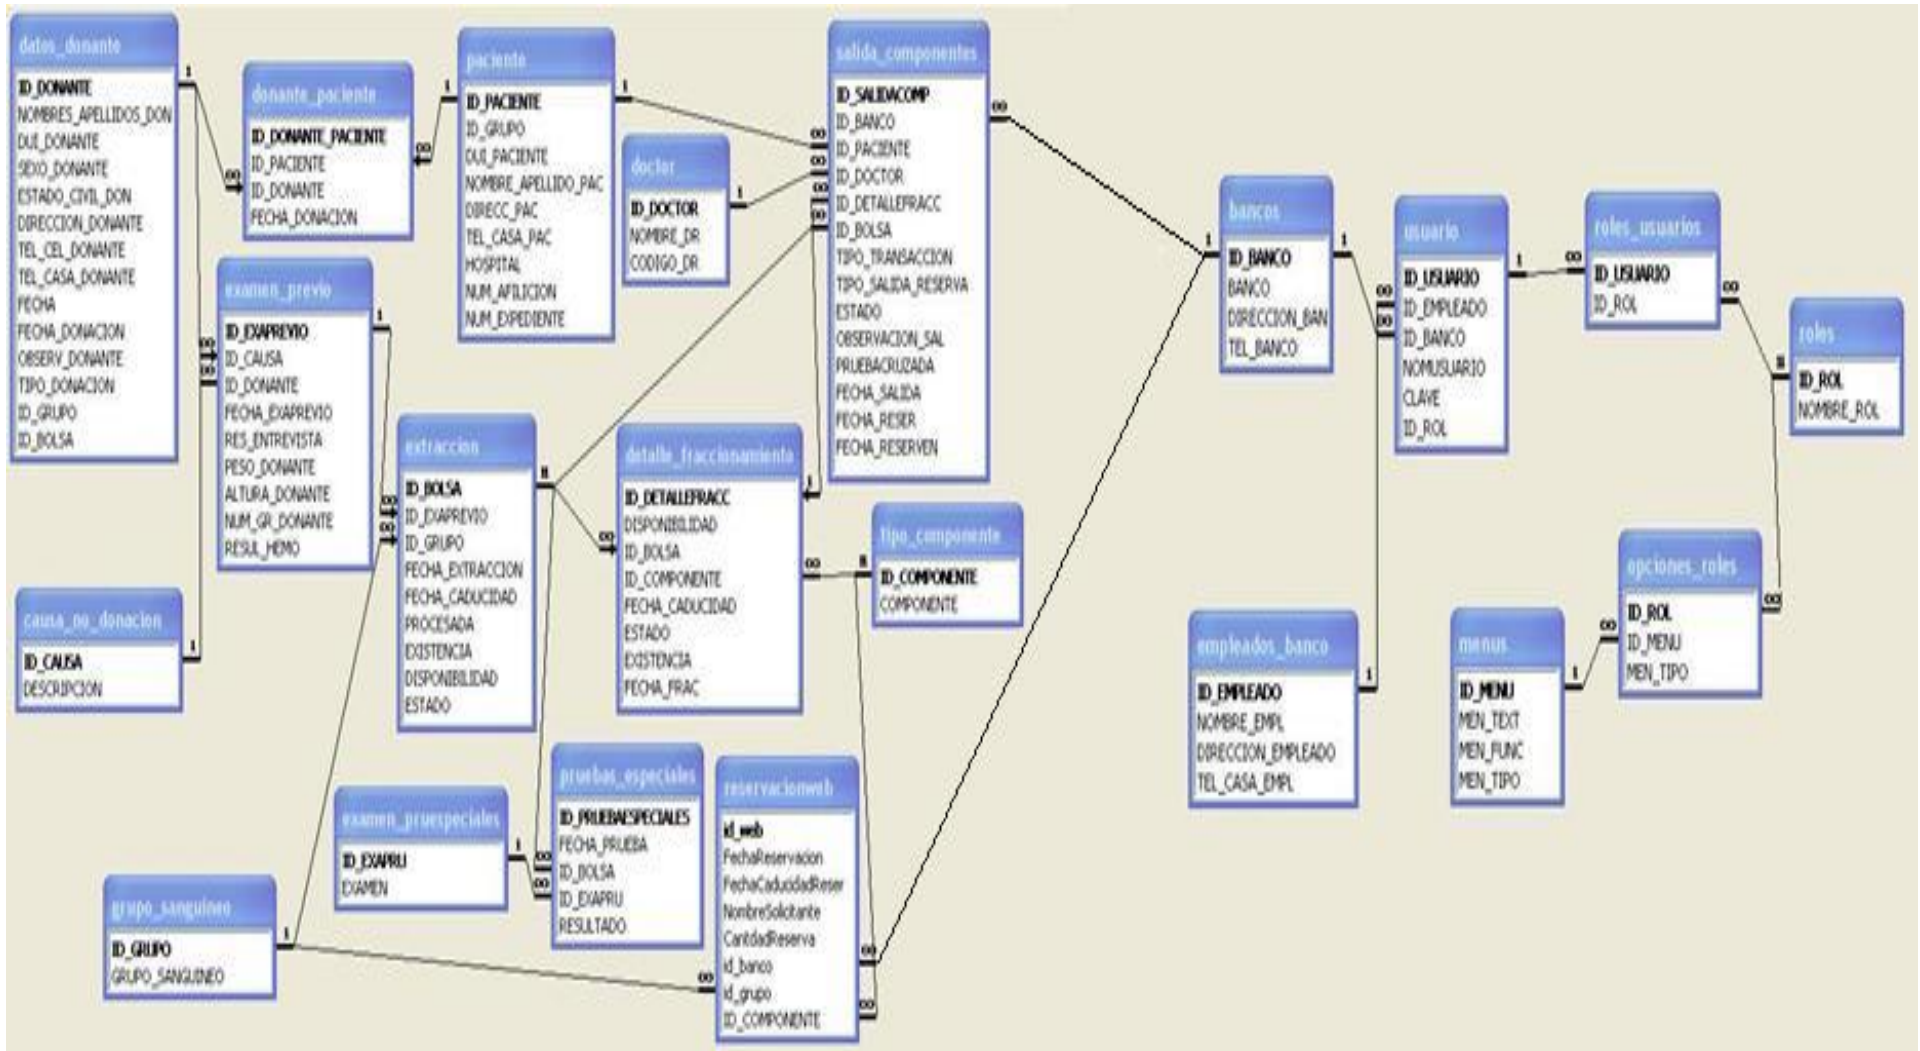 datos_donante
ID_DONANTE
NOMBRES_APELLIDOS_DON
DUI_DONANTE
SEXO_DONANTE
ESTADO_CIVIL_DON
DIRECCION_DONANTE
TEL_CEL_DONANTE
TEL_CASA_DONANTE
FECHA
FECHA_DONACION
OBSERV_DONANTE
TIPO_DONACION
ID_GRUPO
ID_BOLSA
donante_paciente
ID_DONANTE_PACIENTE
ID_PACIENTE
ID_DONANTE
FECHA_DONACION
paciente
ID_PACIENTE
ID_GRUPO
DUI_PACIENTE
NOMBRE_APELLIDO_PAC
DIRECC_PAC
TEL_CASA_PAC
HOSPITAL
NUM_AFILICION
NUM_EXPEDIENTE
doctor
ID_DOCTOR
NOMBRE_DR
CODIGO_DR
salida_componentes
ID_SALIDACOMP
ID_BANCO
ID_PACIENTE
ID_DOCTOR
ID_DETALLEFRACC
ID_BOLSA
TIPO_TRANSACCION
TIPO_SALIDA_RESERVA
ESTADO
OBSERVACION_SAL
PRUEBACRUZADA
FECHA_SALIDA
FECHA_RESER
FECHA_RESERVEN
bancos
ID_BANCO
BANCO
DIRECCION_BAN
TEL_BANCO
usuario
ID_USUARIO
ID_EMPLEADO
ID_BANCO
NOMUSUARIO
CLAVE
ID_ROL
roles_usuarios
ID_USUARIO
ID_ROL
roles
ID_ROL
NOMBRE_ROL
examen_previo
ID_EXAPREVIO
ID_CAUSA
ID_DONANTE
FECHA_EXAPREVIO
RES_ENTREVISTA
PESO_DONANTE
ALTURA_DONANTE
NUM_GR_DONANTE
RESUL_HEMO
extraccion
ID_BOLSA
ID_EXAPREVIO
ID_GRUPO
FECHA_EXTRACCION
FECHA_CADUCIDAD
PROCESADA
EXISTENCIA
DISPONIBILIDAD
ESTADO
detalle_fraccionamiento
ID_DETALLEFRACC
DISPONIBILIDAD
ID_BOLSA
ID_COMPONENTE
FECHA_CADUCIDAD
ESTADO
EXISTENCIA
FECHA_FRAC
tipo_componente
ID_COMPONENTE
COMPONENTE
causa_no_donacion
ID_CAUSA
DESCRIPCION
empleados_banco
ID_EMPLEADO
NOMBRE_EMPL
DIRECCION_EMPLEADO
TEL_CASA_EMPL
menus
ID_MENU
MEN_TEXT
MEN_FUNC
MEN_TIPO
opciones_roles
ID_ROL
ID_MENU
MEN_TIPO
grupo_sanguineo
ID_GRUPO
GRUPO_SANGUINEO
examen_pruespeciales
ID_EXAPRU
EXAMEN
pruebas_especiales
ID_PRUEBAESPECIALES
FECHA_PRUEBA
ID_BOLSA
ID_EXAPRU
RESULTADO
reservacionweb
id_web
FechaReservacion
FechaCaducidadReser
NombreSolicitante
CantdadReserva
id_banco
id_grupo
ID_COMPONENTE